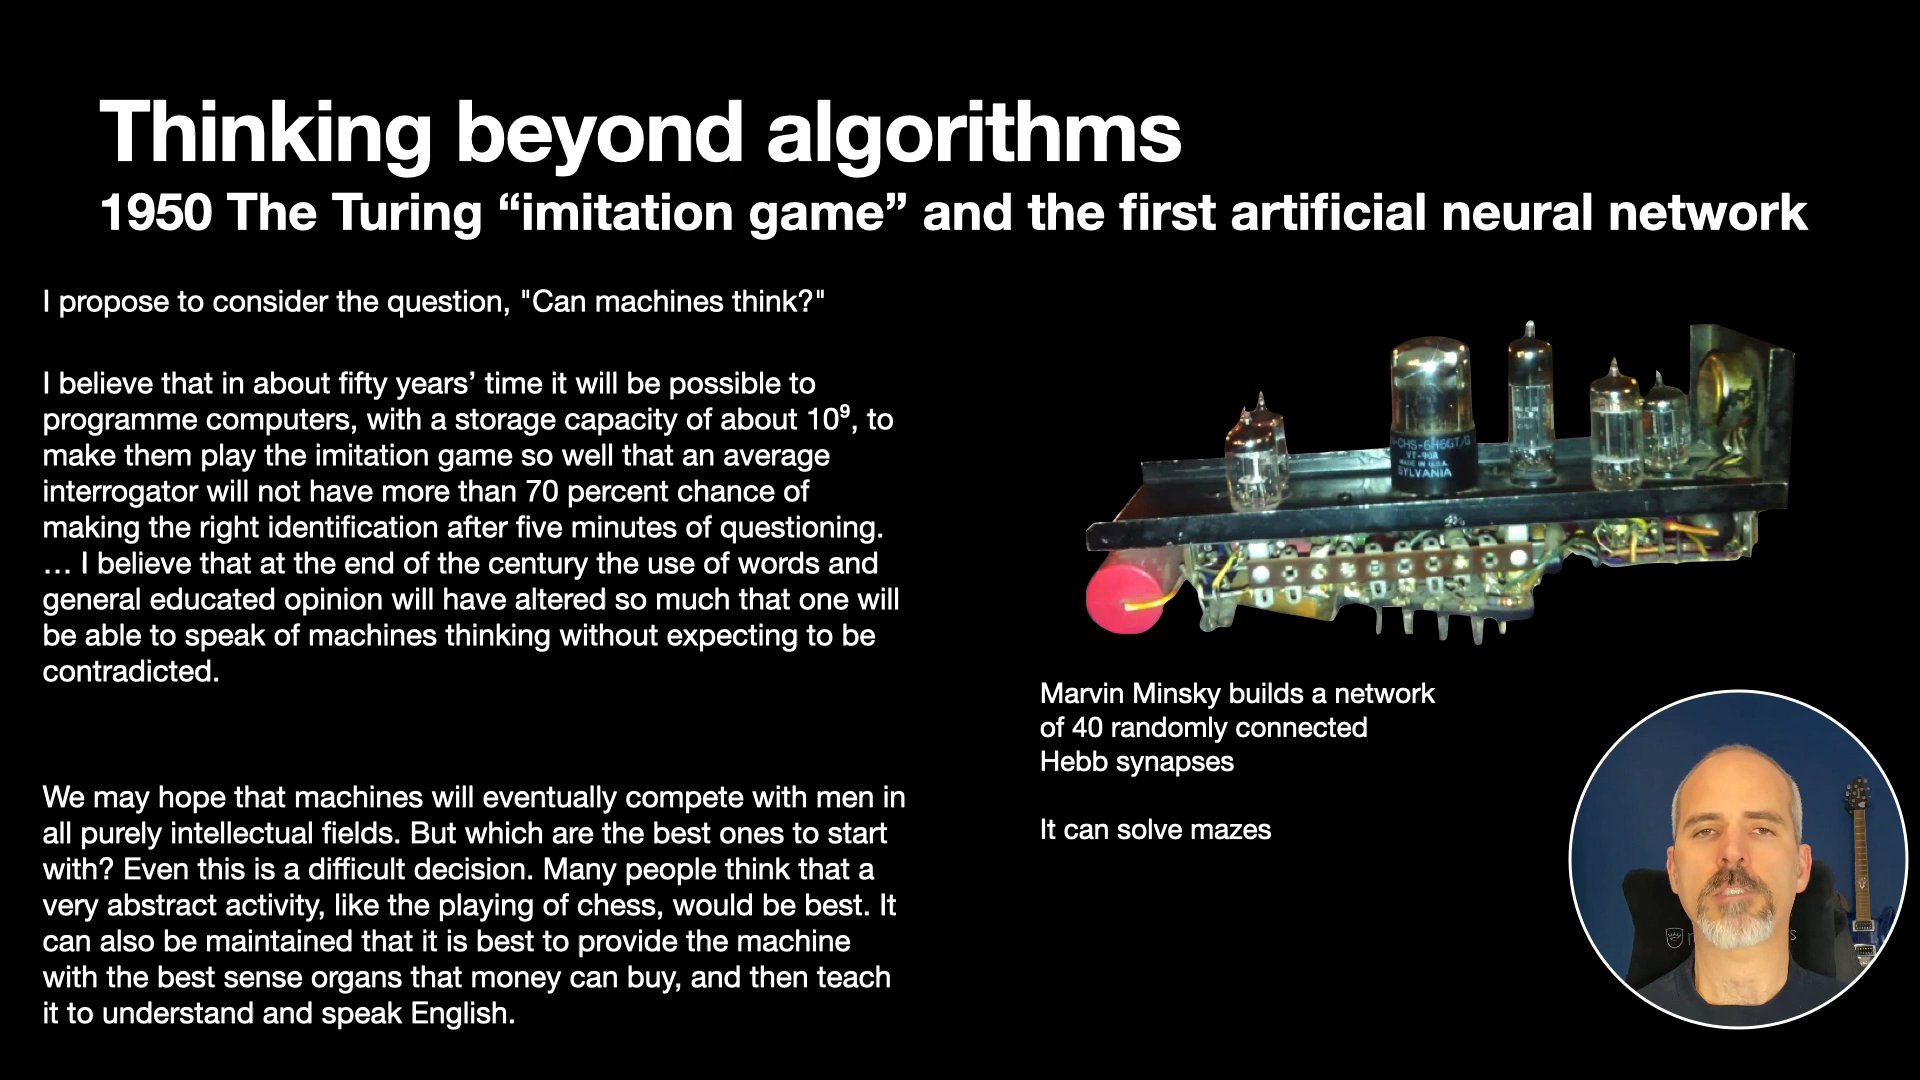 Thinking beyond algorithms
1950 The Turing “imitation game” and the first artificial neural network
I propose to consider the question, "Can machines think?"
I believe that in about fifty years’ time it will be possible to
programme computers, with a storage capacity of about 10⁹, to
make them play the imitation game so well that an average
interrogator will not have more than 70 percent chance of
making the right identification after five minutes of questioning.
… I believe that at the end of the century the use of words and
general educated opinion will have altered so much that one will
be able to speak of machines thinking without expecting to be
contradicted.
We may hope that machines will eventually compete with men in
all purely intellectual fields. But which are the best ones to start
with? Even this is a difficult decision. Many people think that a
very abstract activity, like the playing of chess, would be best. It
can also be maintained that it is best to provide the machine
with the best sense organs that money can buy, and then teach
it to understand and speak English.
CHS-6H6GT/G
VT-90A
MADE IN U.S.A.
SYLVANIA
Marvin Minsky builds a network
of 40 randomly connected
Hebb synapses
It can solve mazes